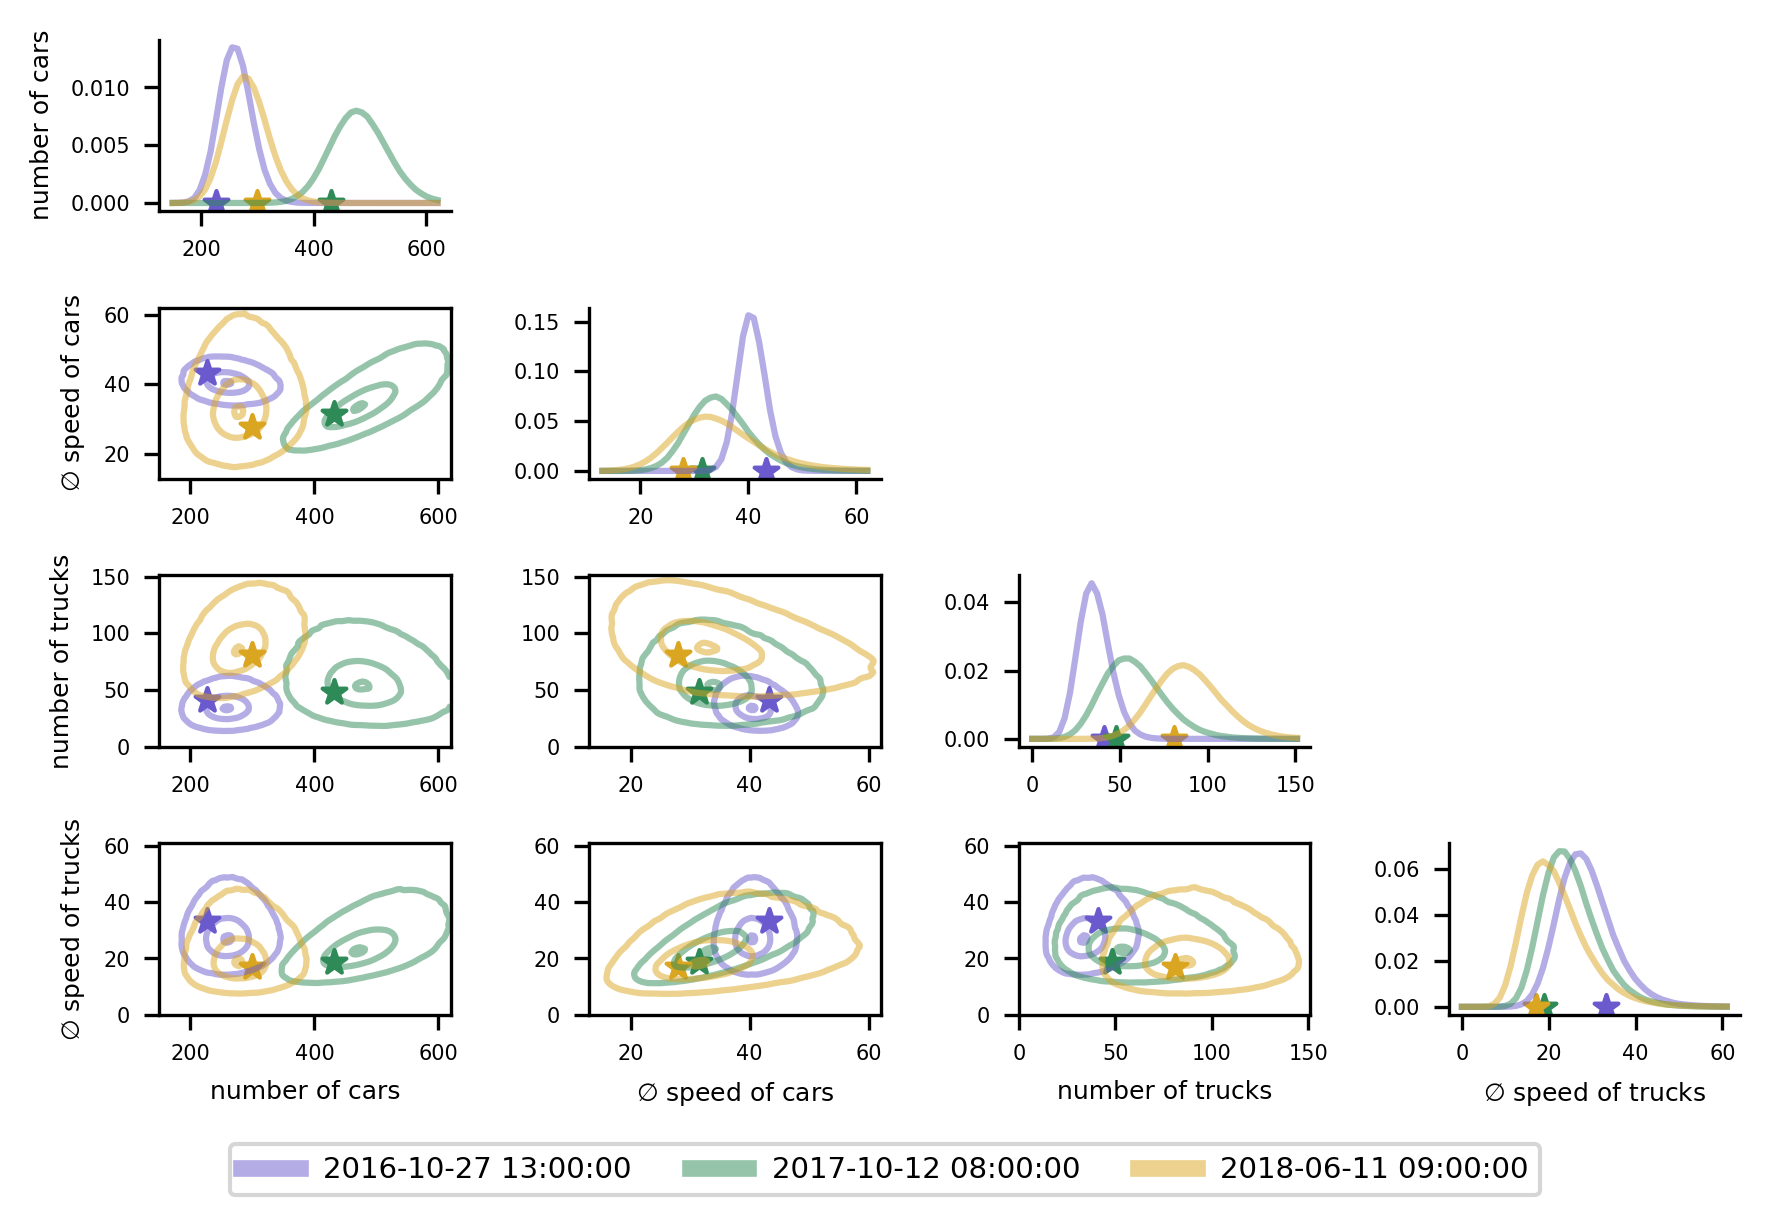 number of cars
0.010
0.005
0.000
200 400 600
∅ speed of cars
60
40
20
200 400 600
0.15
0.10
0.05
0.00
20 40 60
number of trucks
150
100
50
0
200 400 600
150
100
50
0
20 40 60
0.04
0.02
0.00
0 50 100 150
∅ speed of trucks
60
40
20
0
200 400 600
number of cars
60
40
20
0
20 40 60
∅ speed of cars
60
40
20
0
0 50 100 150
number of trucks
0.06
0.04
0.02
0.00
0 20 40 60
∅ speed of trucks
2016-10-27 13:00:00 2017-10-12 08:00:00 2018-06-11 09:00:00